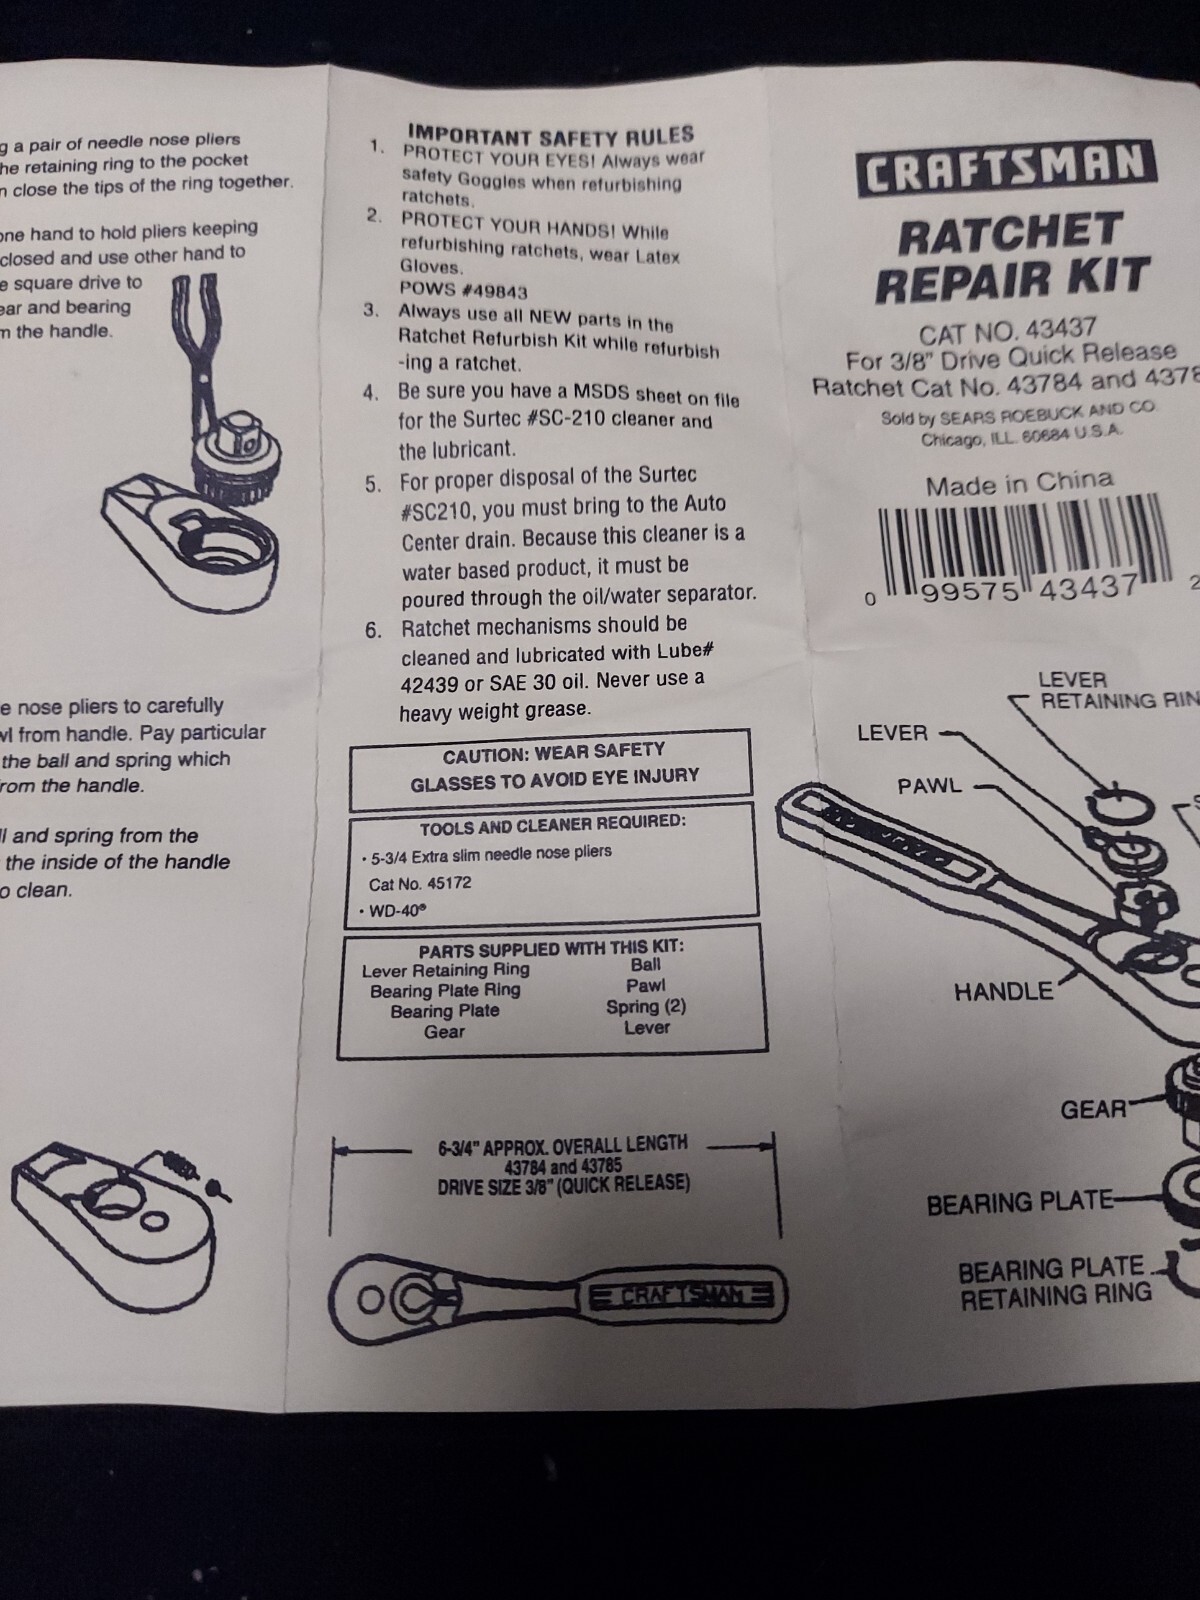 g a pair of needle nose pliers
he retaining ring to the pocket
n close the tips of the ring together.
one hand to hold pliers keeping
closed and use other hand to
e square drive to
ear and bearing
m the handle.
e nose pliers to carefully
wl from handle. Pay particular
the ball and spring which
rom the handle.
ll and spring from the
the inside of the handle
o clean.
IMPORTANT SAFETY RULES
1. PROTECT YOUR EYES! Always wear
safety Goggles when refurbishing
ratchets.
2. PROTECT YOUR HANDS! While
refurbishing ratchets, wear Latex
Gloves.
POWS #49843
3. Always use all NEW parts in the
Ratchet Refurbish Kit while refurbish
-ing a ratchet.
4. Be sure you have a MSDS sheet on file
for the Surtec #SC-210 cleaner and
the lubricant.
5. For proper disposal of the Surtec
#SC210, you must bring to the Auto
Center drain. Because this cleaner is a
water based product, it must be
poured through the oil/water separator.
6. Ratchet mechanisms should be
cleaned and lubricated with Lube#
42439 or SAE 30 oil. Never use a
heavy weight grease.
CAUTION: WEAR SAFETY
GLASSES TO AVOID EYE INJURY
TOOLS AND CLEANER REQUIRED:
• 5-3/4 Extra slim needle nose pliers
Cat No. 45172
• WD-40®
PARTS SUPPLIED WITH THIS KIT:
Lever Retaining Ring Ball
Bearing Plate Ring Pawl
Bearing Plate Spring (2)
Gear Lever
6-3/4" APPROX. OVERALL LENGTH
43784 and 43785
DRIVE SIZE 3/8" (QUICK RELEASE)
CRAFTSMAN
CRAFTSMAN
RATCHET
REPAIR KIT
CAT NO. 43437
For 3/8" Drive Quick Release
Ratchet Cat No. 43784 and 4378
Sold by SEARS ROEBUCK AND CO.
Chicago, ILL. 60684 U.S.A.
Made in China
0 99575 43437 2
LEVER
RETAINING RIN
LEVER
PAWL
S
HANDLE
GEAR
BEARING PLATE
BEARING PLATE
RETAINING RING